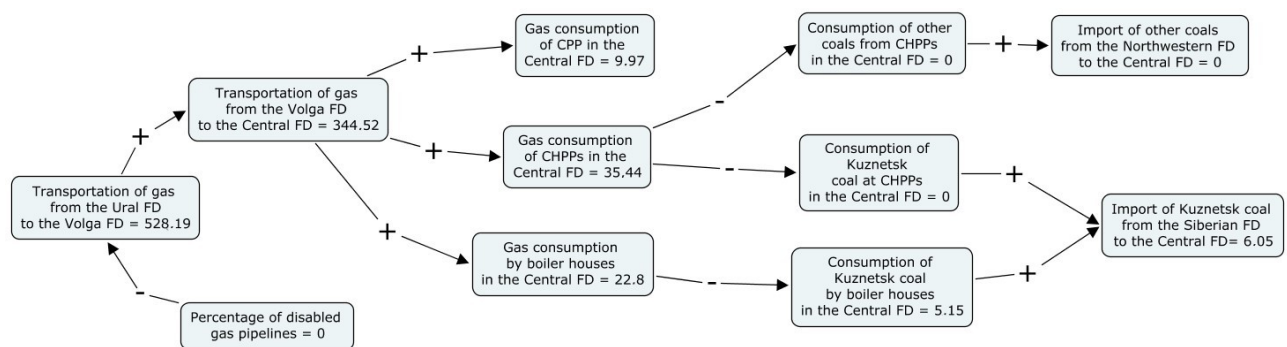 Gas consumption
of CPP in the
Central FD = 9.97
Consumption of other
coals from CHPPs
in the Central FD = 0
Import of other coals
from the Northwestern FD
to the Central FD = 0
+
+
-
Transportation of gas
from the Volga FD
to the Central FD = 344.52
+
+
Gas consumption
of CHPPs in the
Central FD = 35.44
-
Consumption of
Kuznetsk
coal at CHPPs
in the Central FD = 0
+
Transportation of gas
from the Ural FD
to the Volga FD = 528.19
Import of Kuznetsk coal
from the Siberian FD
to the Central FD= 6.05
+
Gas consumption
by boiler houses
in the Central FD = 22.8
-
Consumption of
Kuznetsk coal
by boiler houses
in the Central FD = 5.15
+
-
Percentage of disabled
gas pipelines = 0